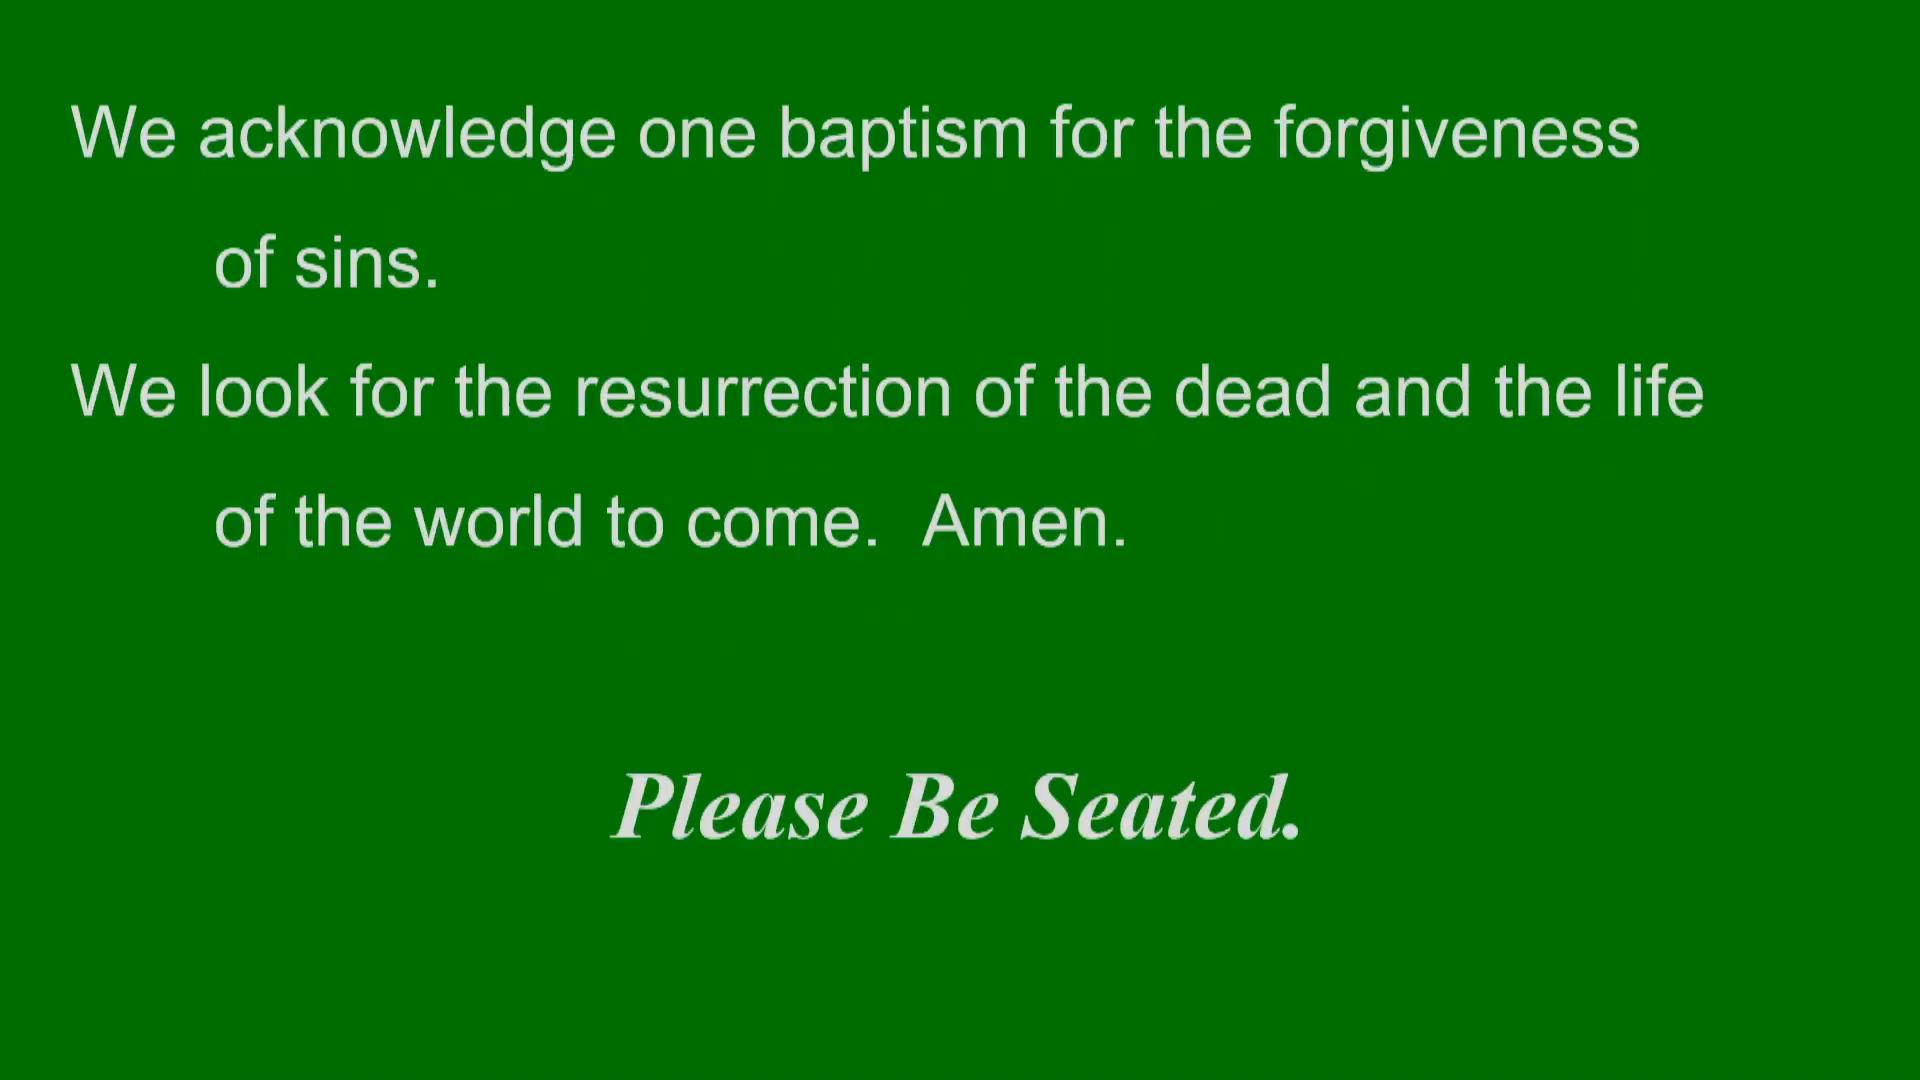 We acknowledge one baptism for the forgiveness
of sins.
We look for the resurrection of the dead and the life
of the world to come.  Amen.
Please Be Seated.